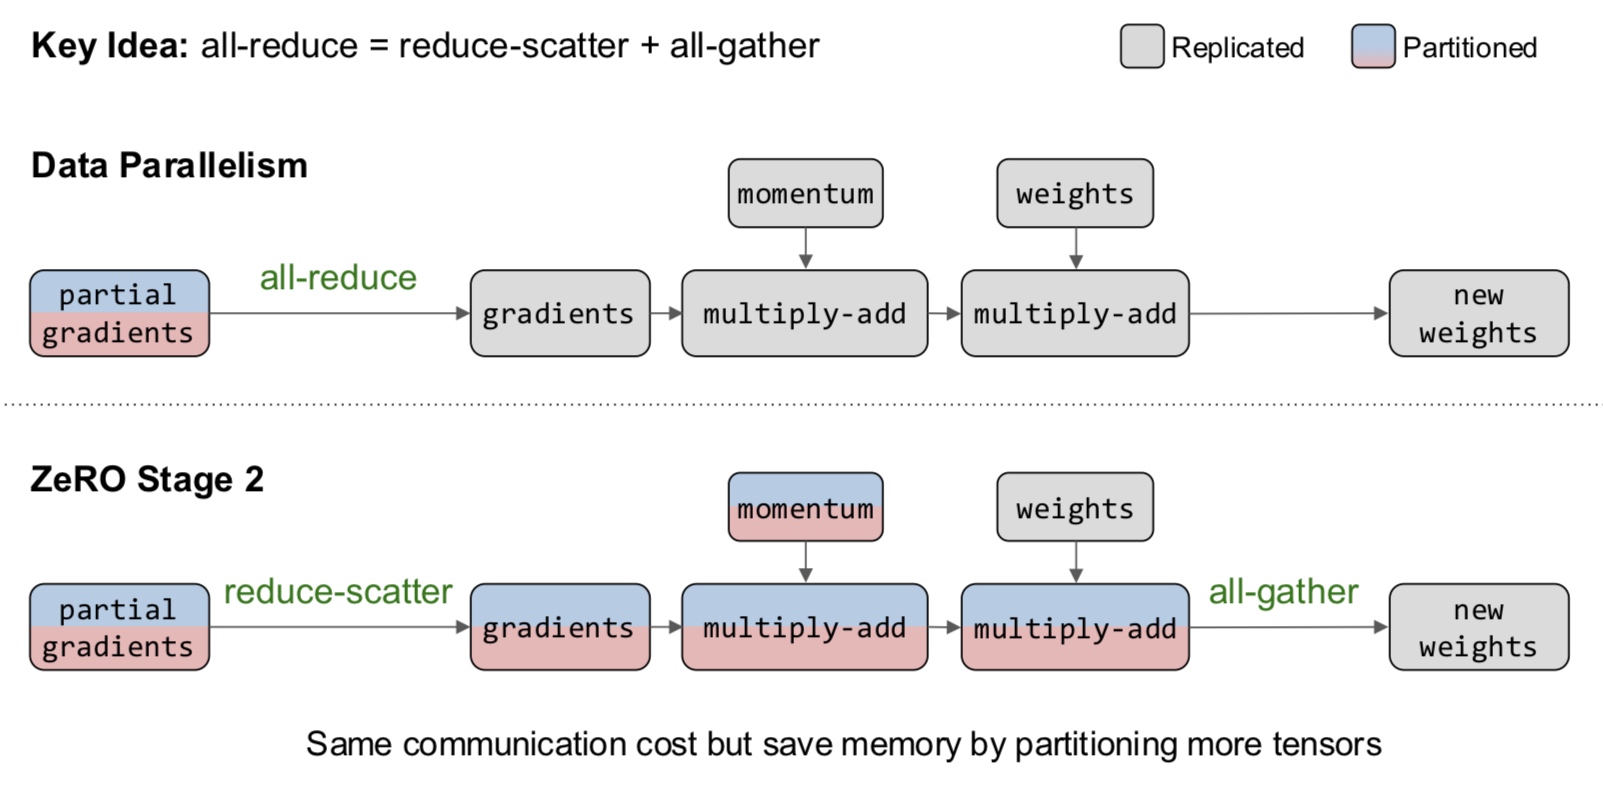 Key Idea: all-reduce = reduce-scatter + all-gather
Replicated
Partitioned
Data Parallelism
momentum
weights
partial
gradients
all-reduce
gradients
multiply-add
multiply-add
new
weights
ZeRO Stage 2
momentum
weights
partial
gradients
reduce-scatter
gradients
multiply-add
multiply-add
all-gather
new
weights
Same communication cost but save memory by partitioning more tensors